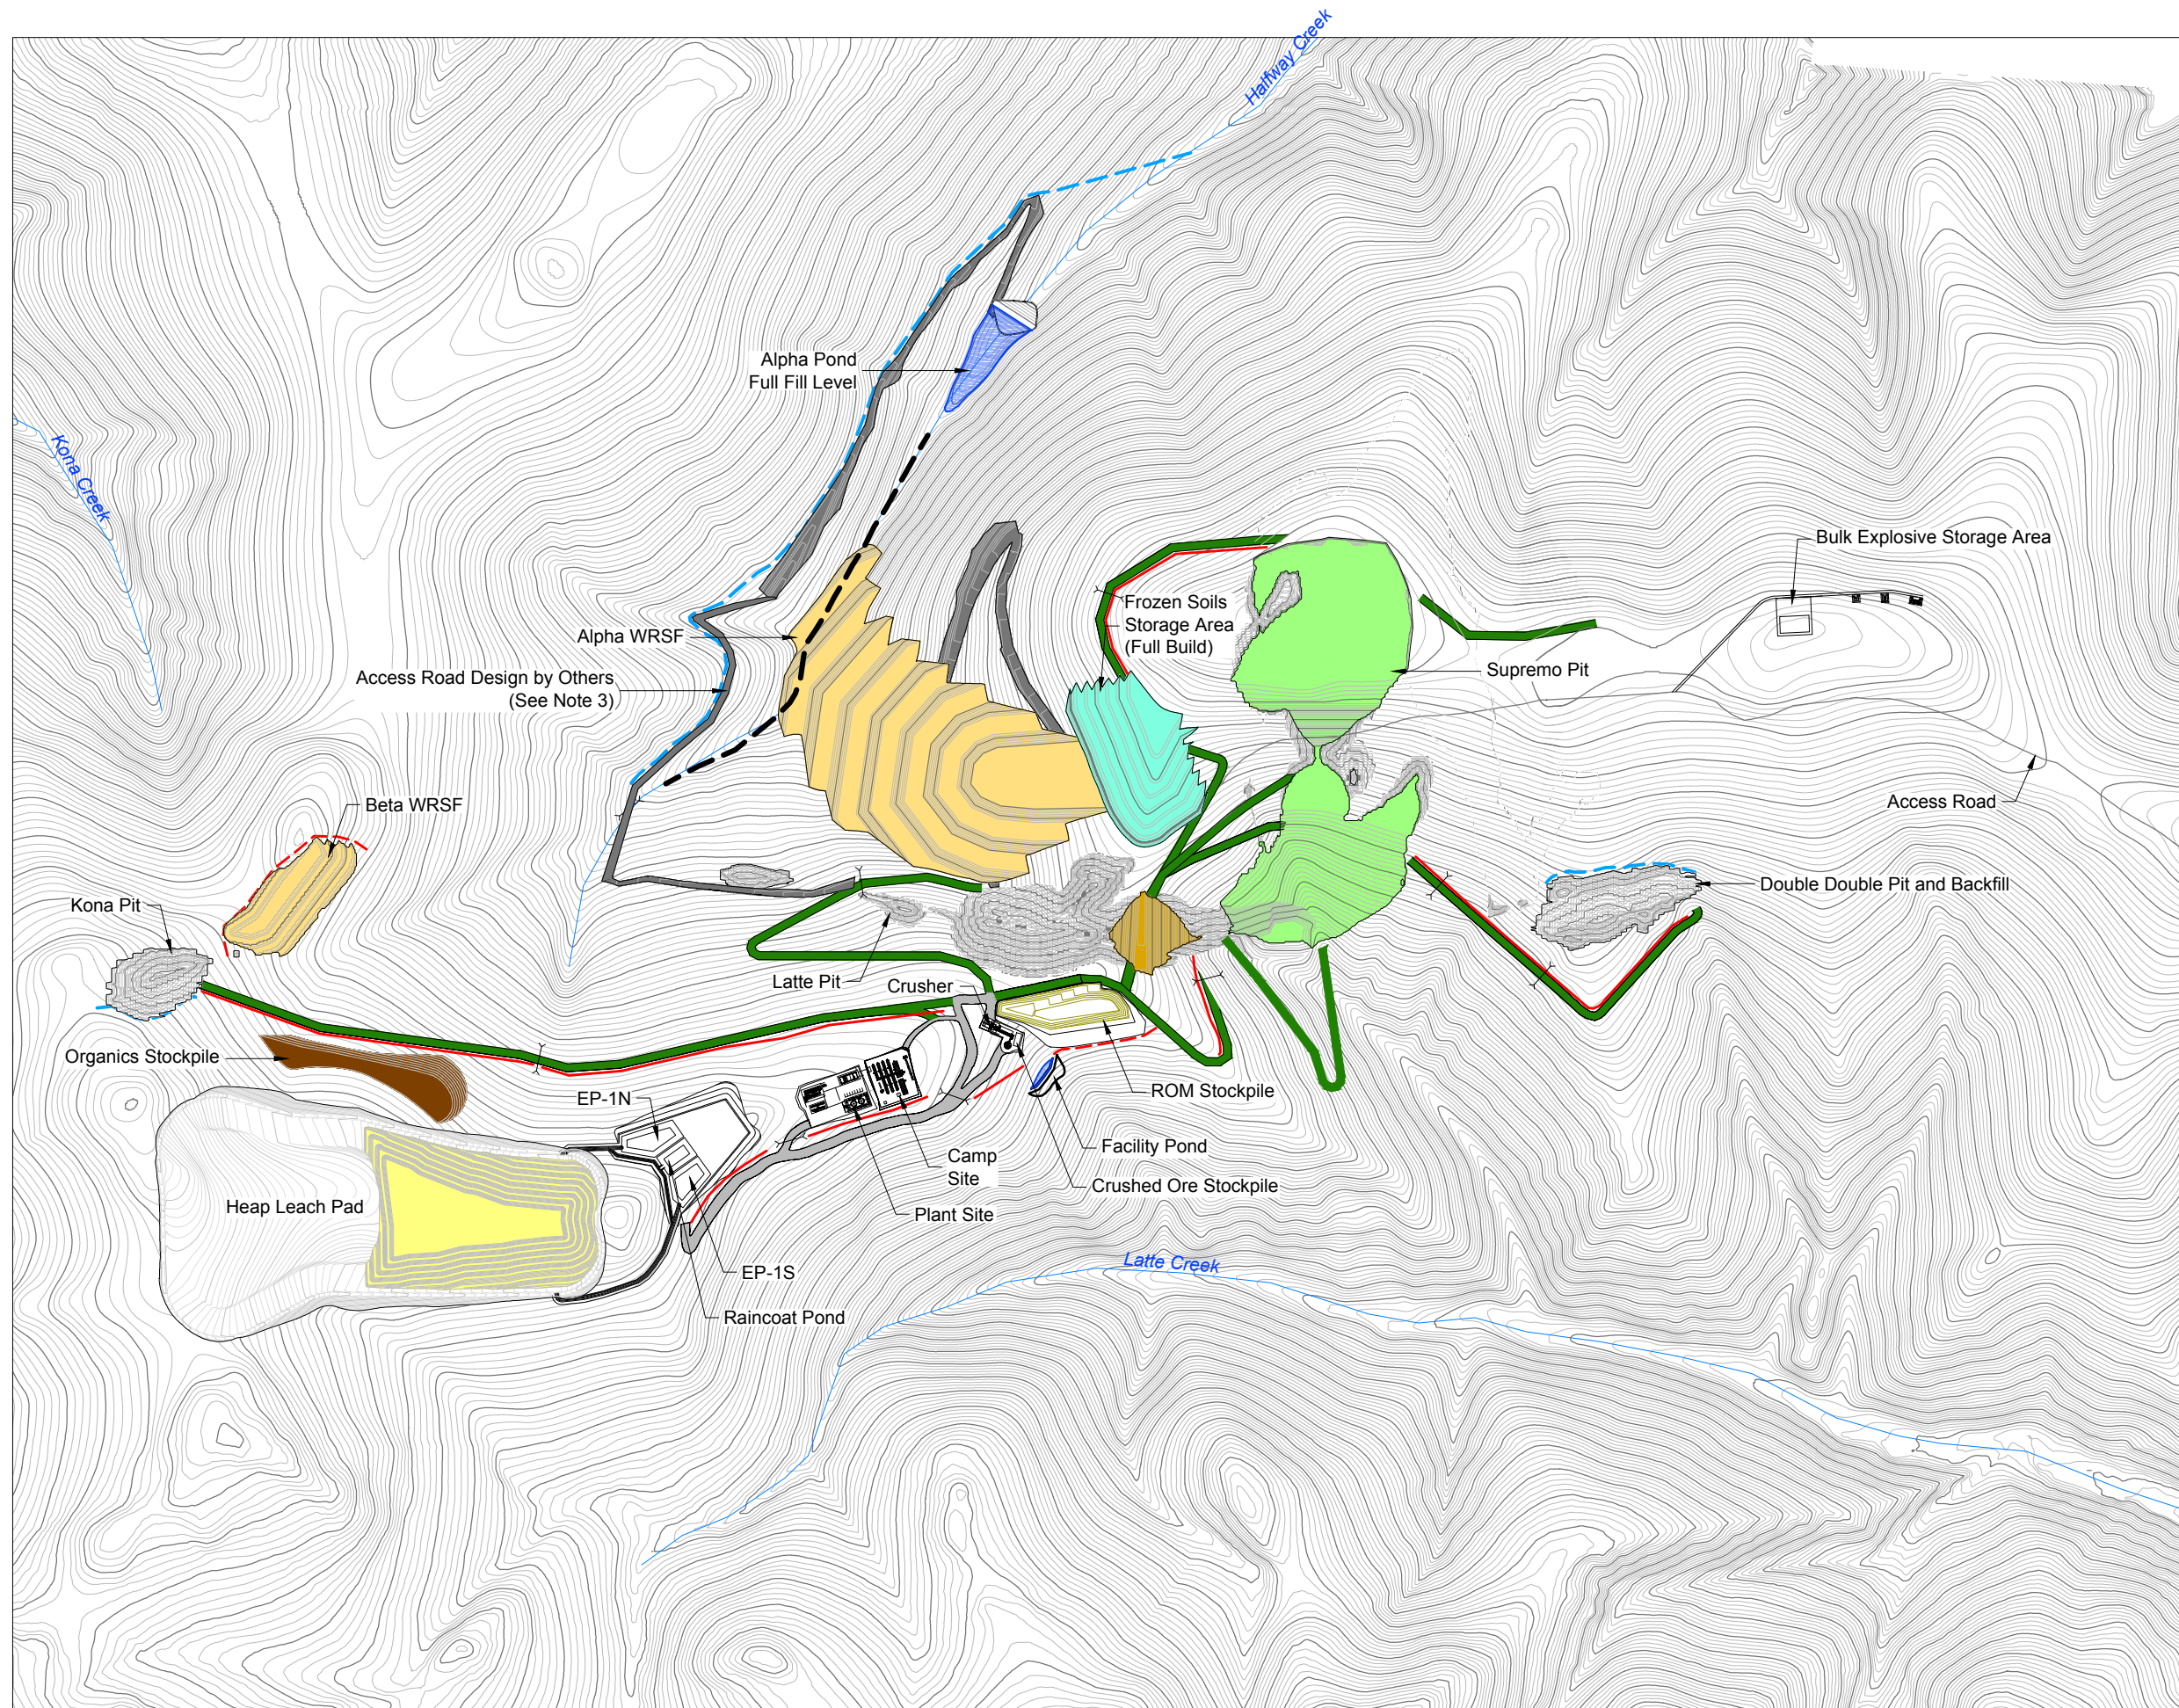 Halfway Creek
Alpha Pond
Full Fill Level
Kona Creek
Bulk Explosive Storage Area
Frozen Soils
Storage Area
(Full Build)
Alpha WRSF
Supremo Pit
Access Road Design by Others
(See Note 3)
Beta WRSF
Access Road
Double Double Pit and Backfill
Kona Pit
Latte Pit
Crusher
Organics Stockpile
EP-1N
ROM Stockpile
Facility Pond
Camp
Site
Crushed Ore Stockpile
Heap Leach Pad
Plant Site
Latte Creek
EP-1S
Raincoat Pond